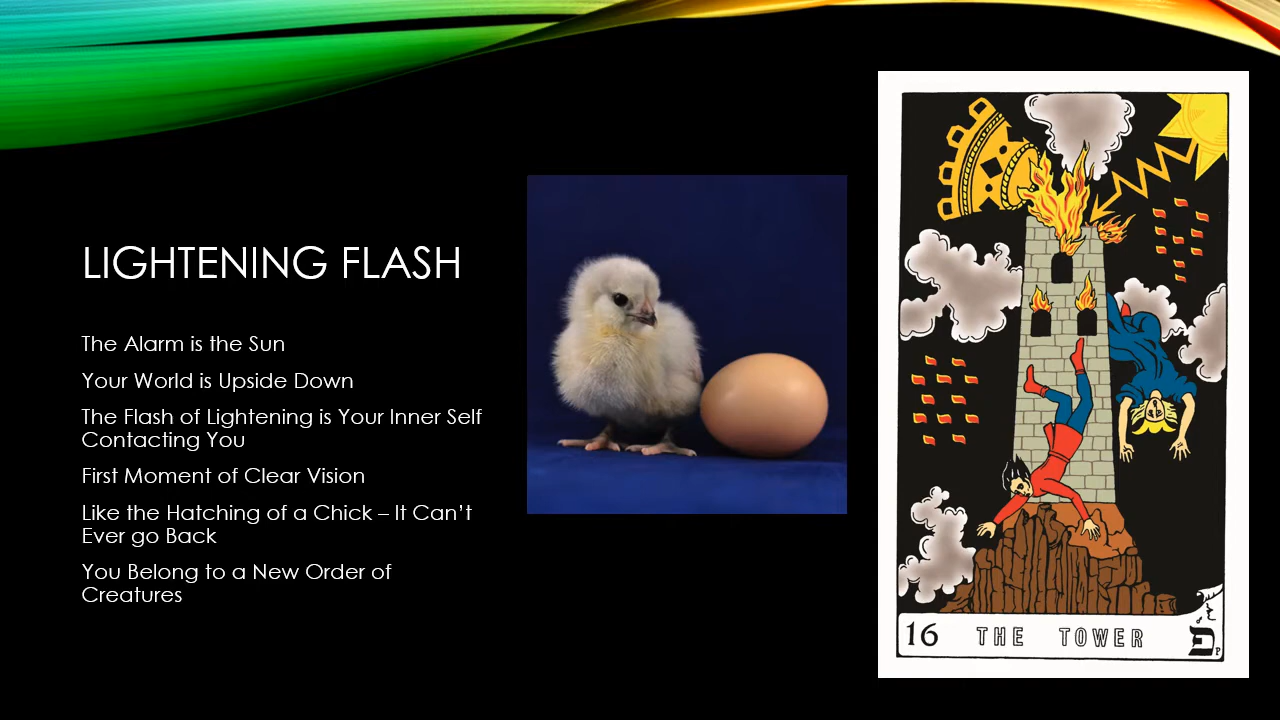 LIGHTENING FLASH
The Alarm is the Sun
Your World is Upside Down
The Flash of Lightening is Your Inner Self
Contacting You
First Moment of Clear Vision
Like the Hatching of a Chick – It Can’t
Ever go Back
You Belong to a New Order of
Creatures
16 THE TOWER פ P